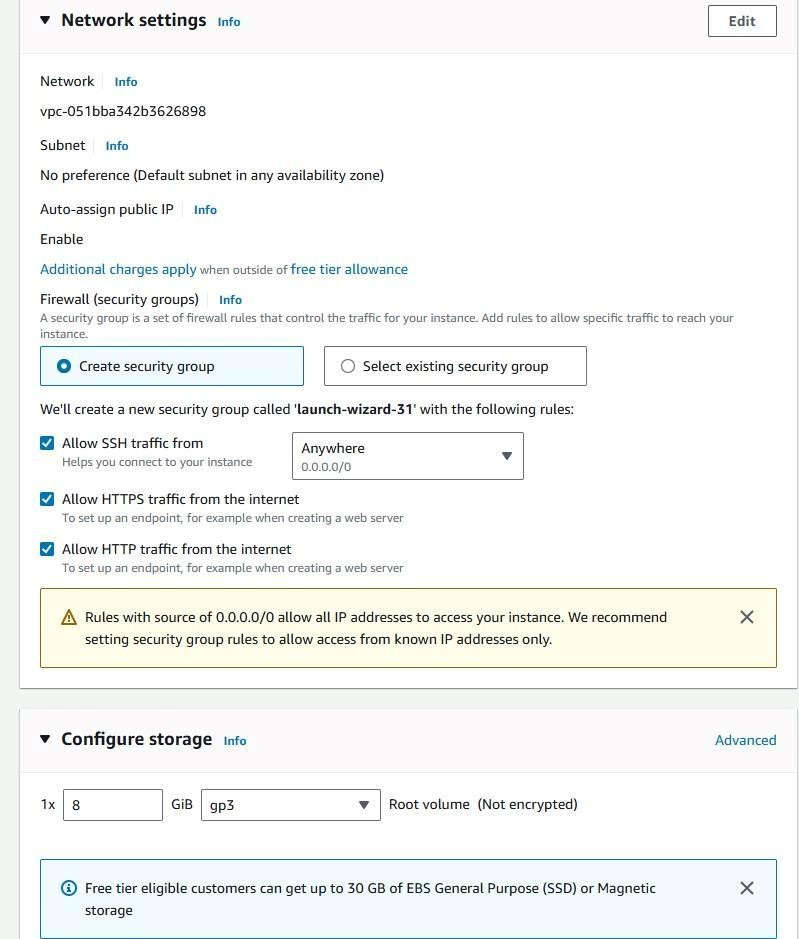 Network settings Info Edit
Network Info
vpc-051bba342b3626898
Subnet Info
No preference (Default subnet in any availability zone)
Auto-assign public IP Info
Enable
Additional charges apply when outside of free tier allowance
Firewall (security groups) Info
A security group is a set of firewall rules that control the traffic for your instance. Add rules to allow specific traffic to reach your
instance.
Create security group Select existing security group
We'll create a new security group called 'launch-wizard-31' with the following rules:
Allow SSH traffic from
Helps you connect to your instance
Anywhere
0.0.0.0/0
Allow HTTPS traffic from the internet
To set up an endpoint, for example when creating a web server
Allow HTTP traffic from the internet
To set up an endpoint, for example when creating a web server
Rules with source of 0.0.0.0/0 allow all IP addresses to access your instance. We recommend
setting security group rules to allow access from known IP addresses only.
Configure storage Info Advanced
1x 8 GiB gp3 Root volume (Not encrypted)
Free tier eligible customers can get up to 30 GB of EBS General Purpose (SSD) or Magnetic
storage